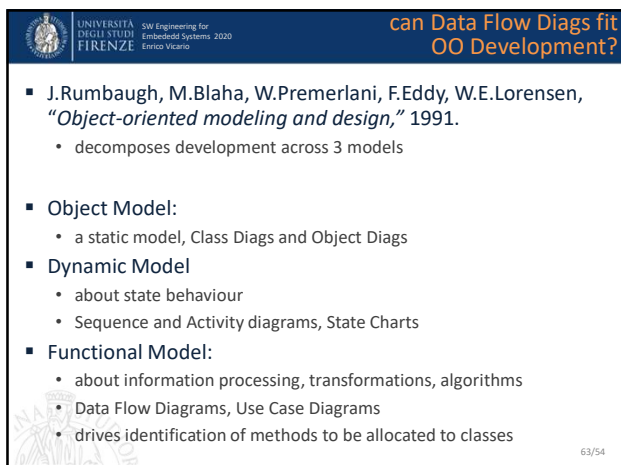 UNIVERSITÀ
DEGLI STUDI
FIRENZE
SW Engineering for
Embededd Systems 2020
Enrico Vicario
can Data Flow Diags fit
OO Development?
▪ J.Rumbaugh, M.Blaha, W.Premerlani, F.Eddy, W.E.Lorensen,
“Object-oriented modeling and design,” 1991.
• decomposes development across 3 models
▪ Object Model:
• a static model, Class Diags and Object Diags
▪ Dynamic Model
• about state behaviour
• Sequence and Activity diagrams, State Charts
▪ Functional Model:
• about information processing, transformations, algorithms
• Data Flow Diagrams, Use Case Diagrams
• drives identification of methods to be allocated to classes
63/54